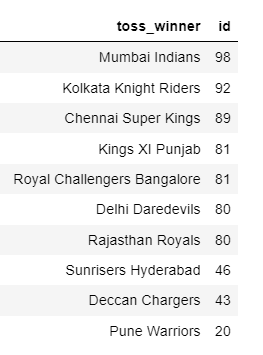 toss_winner id
Mumbai Indians 98
Kolkata Knight Riders 92
Chennai Super Kings 89
Kings XI Punjab 81
Royal Challengers Bangalore 81
Delhi Daredevils 80
Rajasthan Royals 80
Sunrisers Hyderabad 46
Deccan Chargers 43
Pune Warriors 20